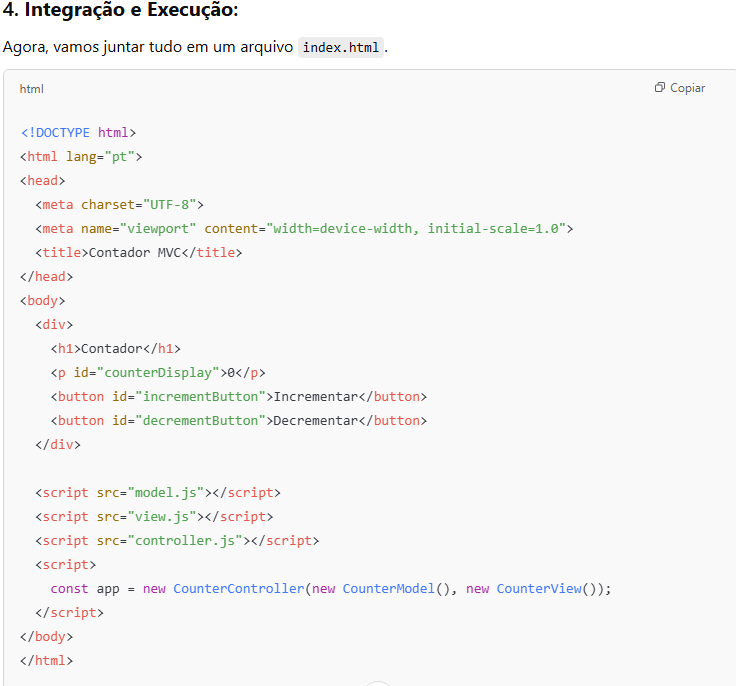 4. Integração e Execução:
Agora, vamos juntar tudo em um arquivo index.html.
html
Copiar
<!DOCTYPE html>
<html lang="pt">
<head>
  <meta charset="UTF-8">
  <meta name="viewport" content="width=device-width, initial-scale=1.0">
  <title>Contador MVC</title>
</head>
<body>
  <div>
    <h1>Contador</h1>
    <p id="counterDisplay">0</p>
    <button id="incrementButton">Incrementar</button>
    <button id="decrementButton">Decrementar</button>
  </div>

  <script src="model.js"></script>
  <script src="view.js"></script>
  <script src="controller.js"></script>
  <script>
    const app = new CounterController(new CounterModel(), new CounterView());
  </script>
</body>
</html>